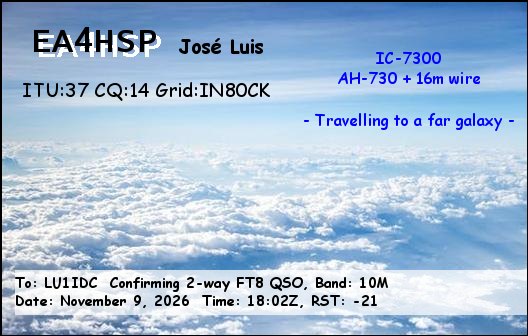 EA4HSP José Luis
IC-7300
AH-730 + 16m wire
ITU:37 CQ:14 Grid:IN80CK
- Travelling to a far galaxy -
To: LU1IDC Confirming 2-way FT8 QSO, Band: 10M
Date: November 9, 2026 Time: 18:02Z, RST: -21